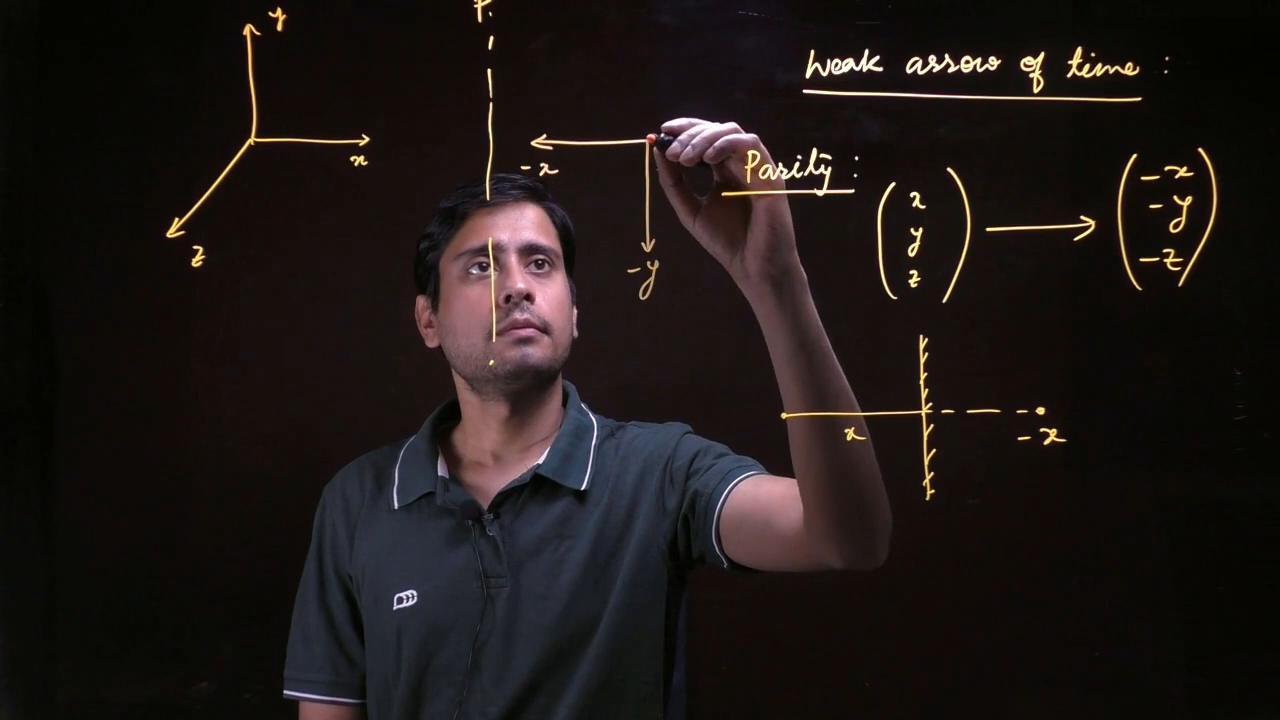 y
x
z
P.
-x
-y
Weak arrow of time :
Parity :
x
y
z
-x
-y
-z
x
-x